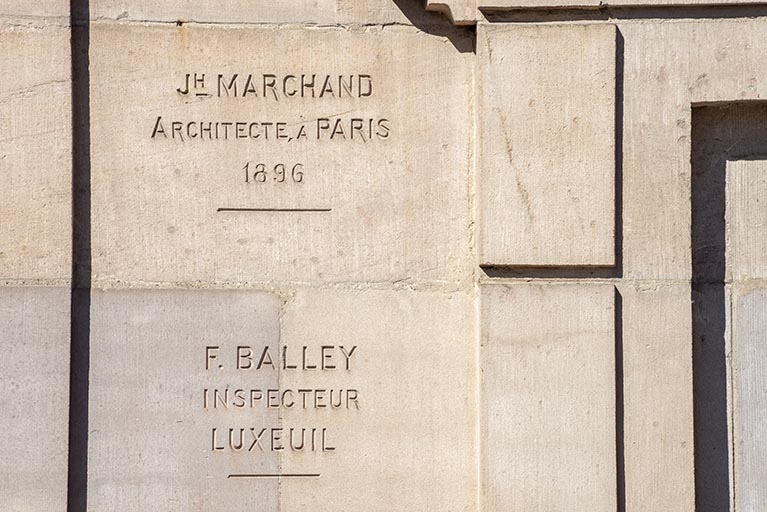 JH MARCHAND
ARCHITECTE, À PARIS
1896
F. BALLEY
INSPECTEUR
LUXEUIL